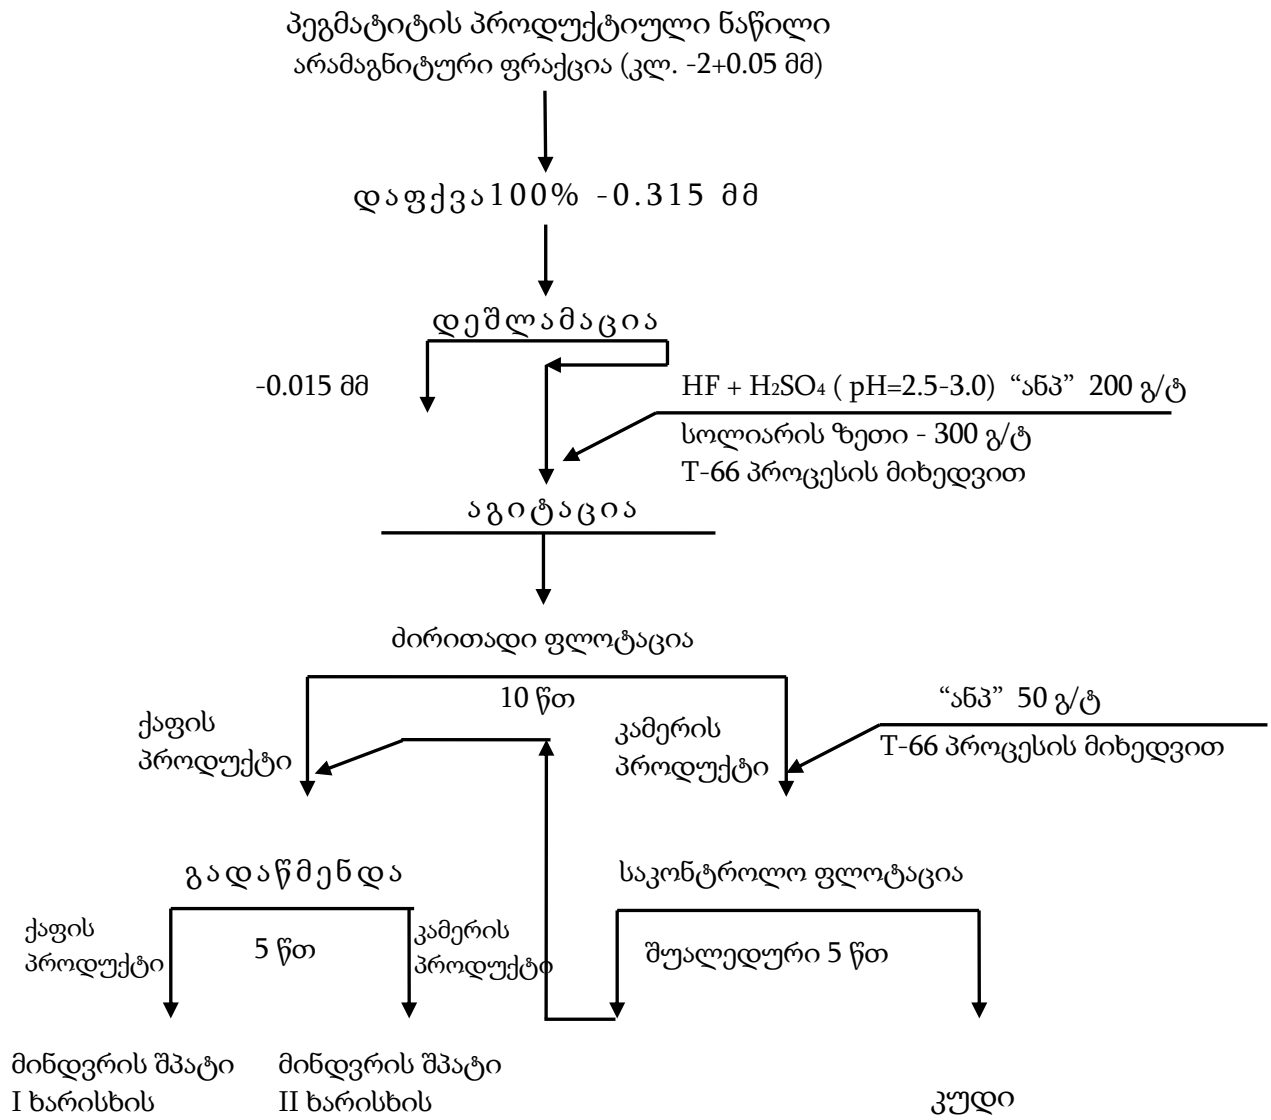 პეგმატიტის პროდუქტიული ნაწილი
არამაგნიტური ფრაქცია (კლ. -2+0.05 მმ)
დაფქვა100% -0.315 მმ
დეშლამაცია
-0.015 მმ
HF + H₂SO₄ ( pH=2.5-3.0) “ანპ” 200 გ/ტ
სოლიარის ზეთი - 300 გ/ტ
T-66 პროცესის მიხედვით
აგიტაცია
ძირითადი ფლოტაცია
10 წთ
ქაფის
პროდუქტი
კამერის
პროდუქტი
“ანპ” 50 გ/ტ
T-66 პროცესის მიხედვით
გადაწმენდა
საკონტროლო ფლოტაცია
ქაფის
პროდუქტი
5 წთ
კამერის
პროდუქტი
შუალედური 5 წთ
მინდვრის შპატი
I ხარისხის
მინდვრის შპატი
II ხარისხის
კუდი